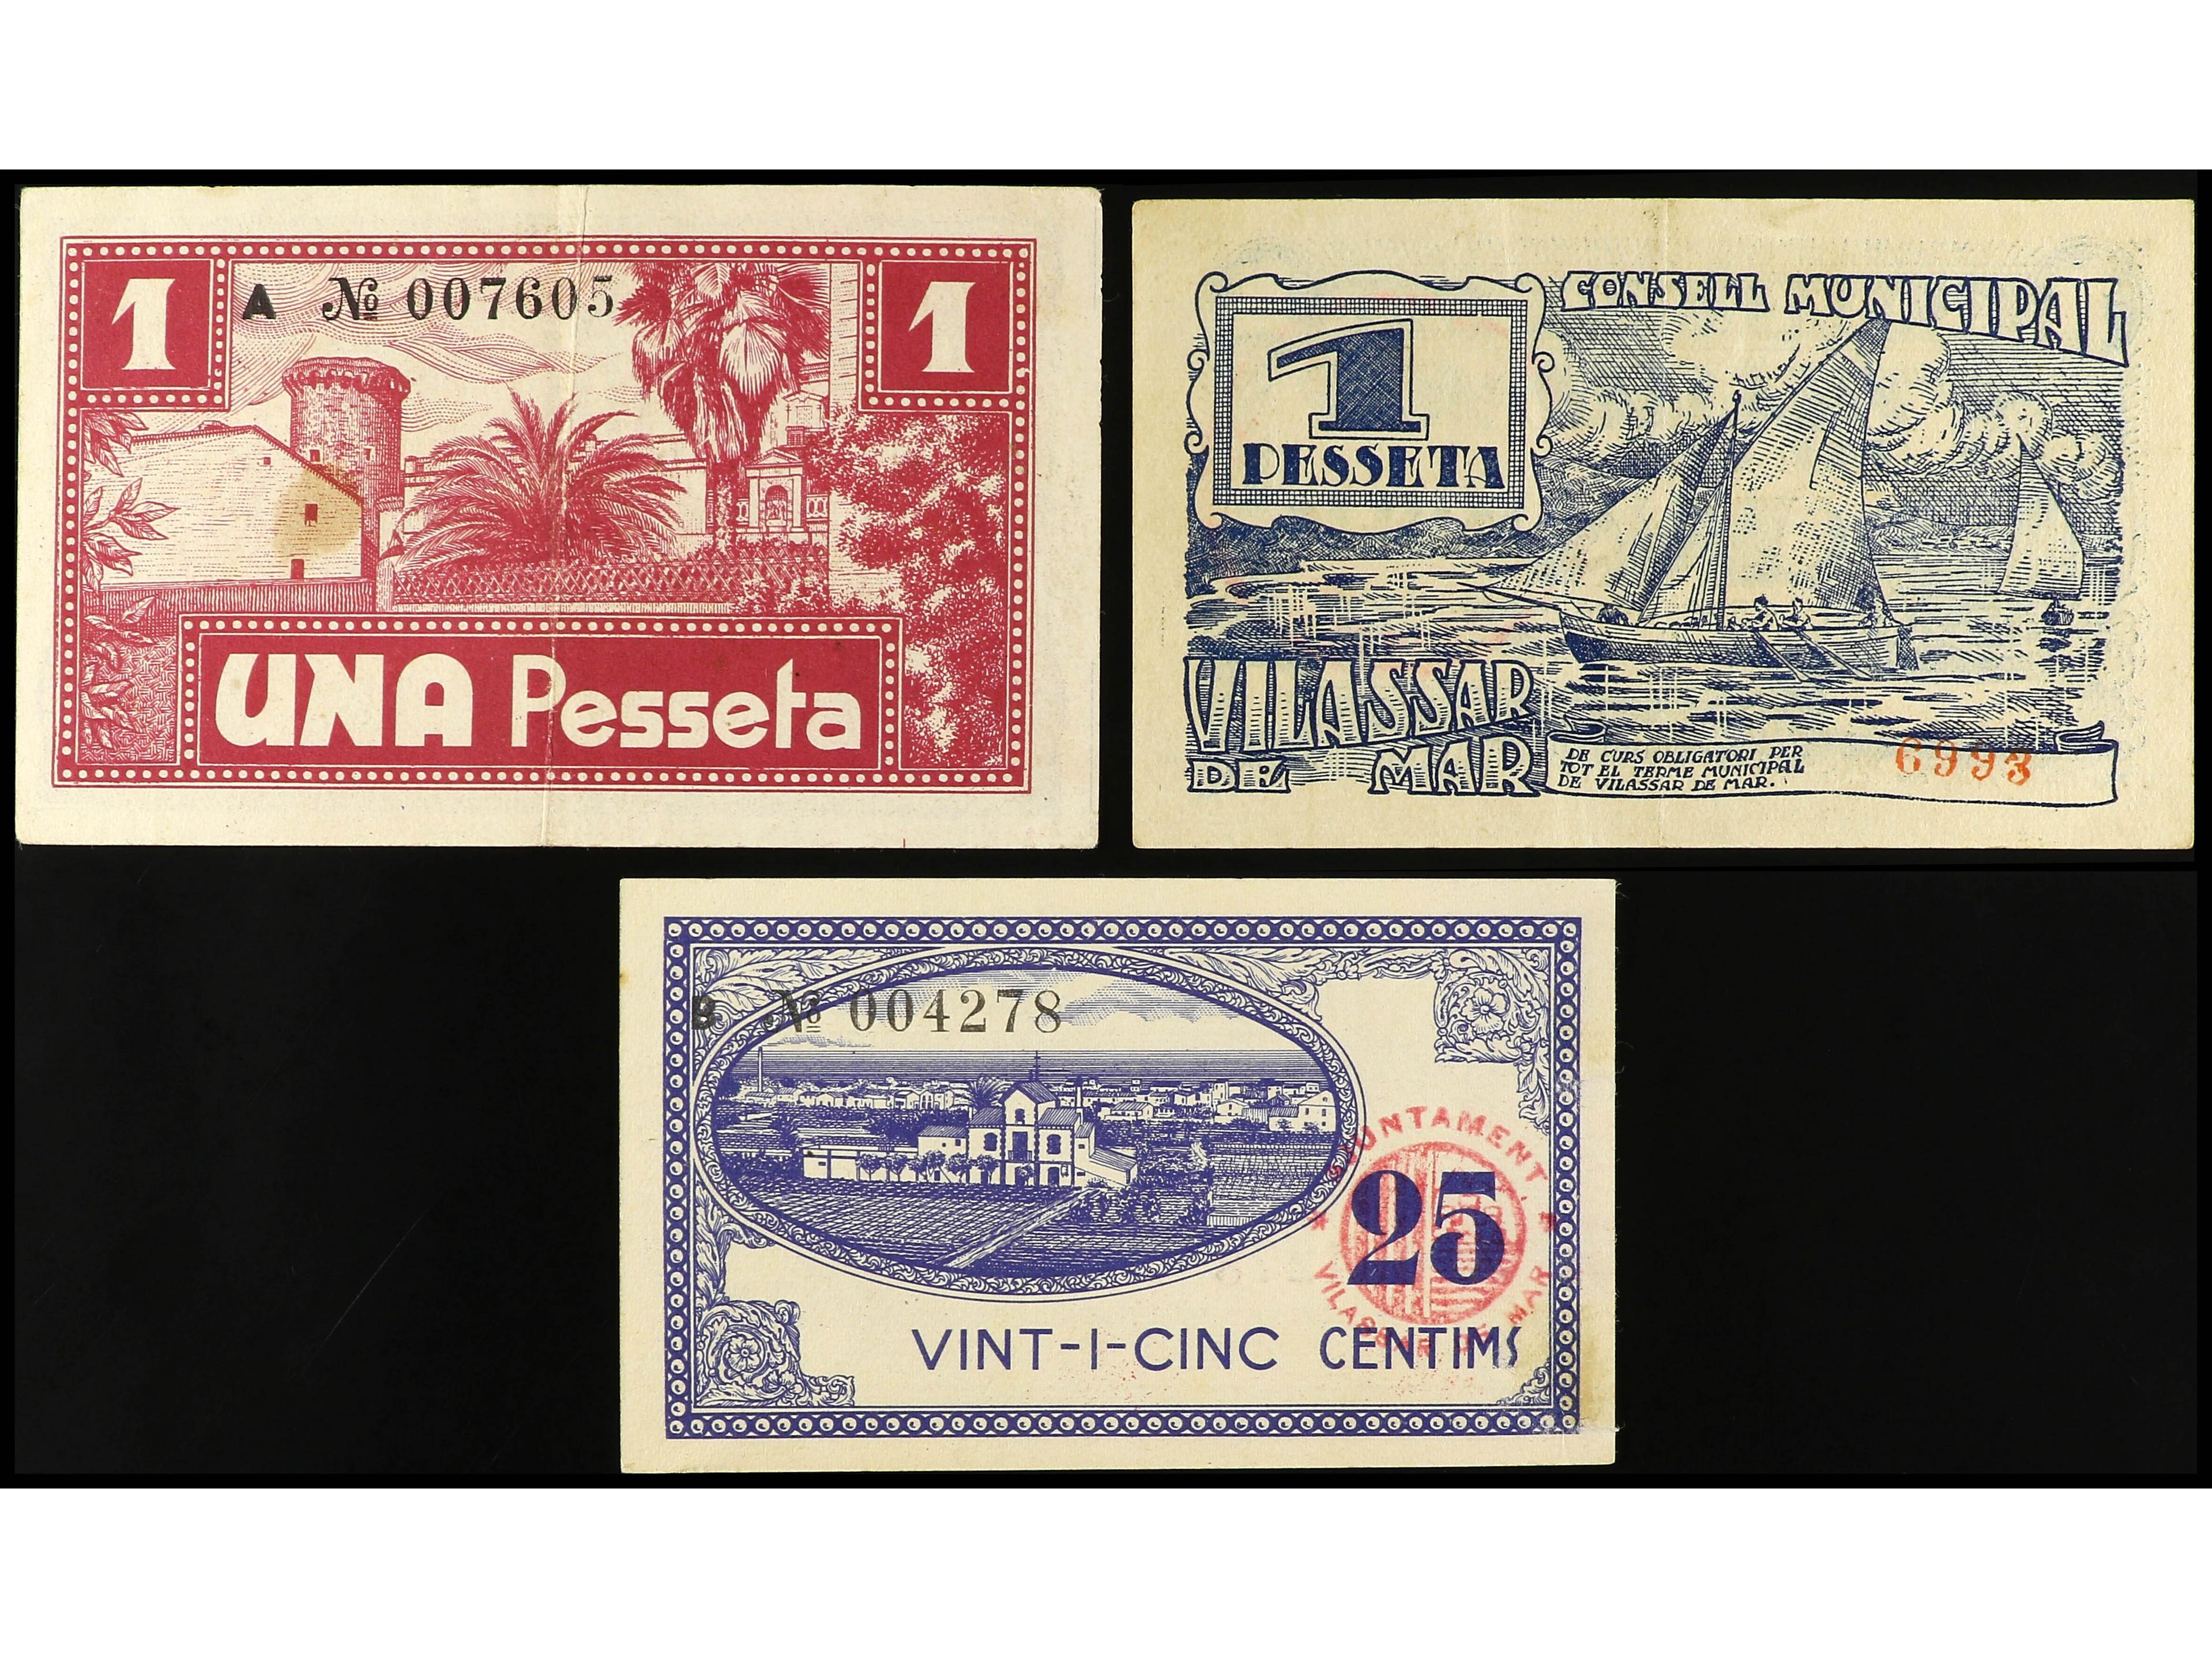 1 1
A № 007605
UNA Pesseta
CONSELL MUNICIPAL
1
PESSETA
VILASSAR
DE MAR
DE CURS OBLIGATORI PER
TOT EL TERME MUNICIPAL
DE VILASSAR DE MAR.
6993
B № 004278
AJUNTAMENT
25
VILASSAR DE MAR
VINT-I-CINC CENTIMS